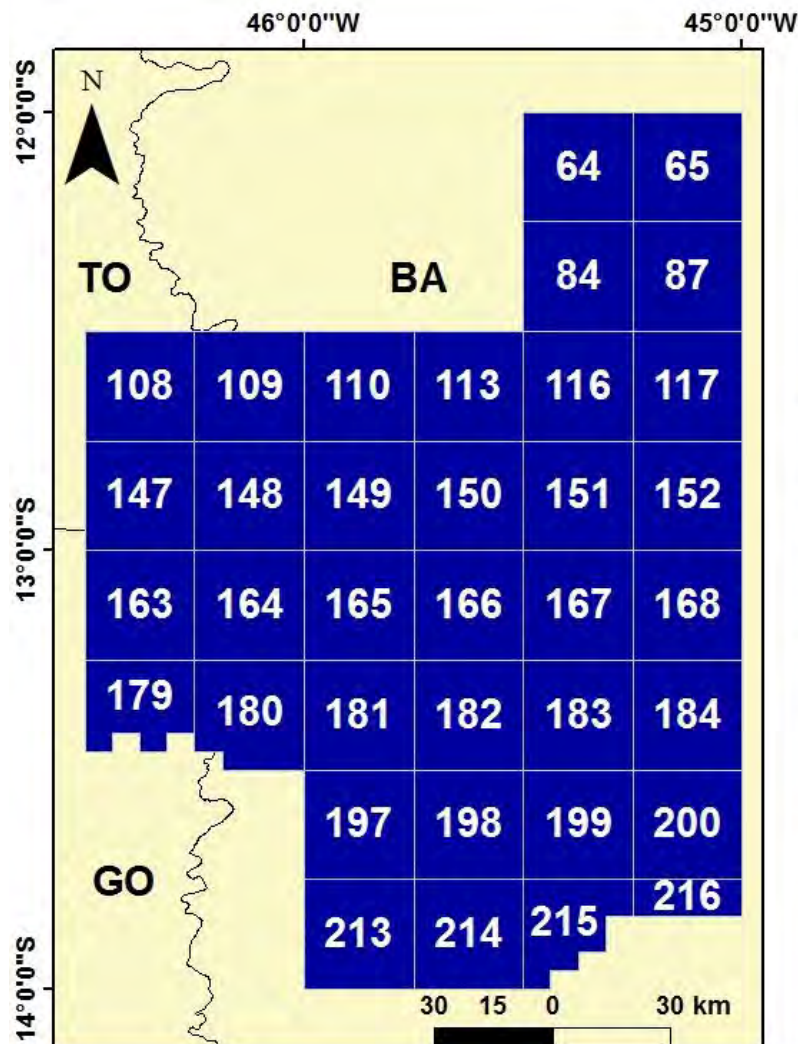 46°0'0"W 45°0'0"W
N
12°0'0"S
64 65
TO BA 84 87
108 109 110 113 116 117
147 148 149 150 151 152
13°0'0"S
163 164 165 166 167 168
179 180 181 182 183 184
197 198 199 200
GO
216
213 214 215
14°0'0"S
30 15 0 30 km